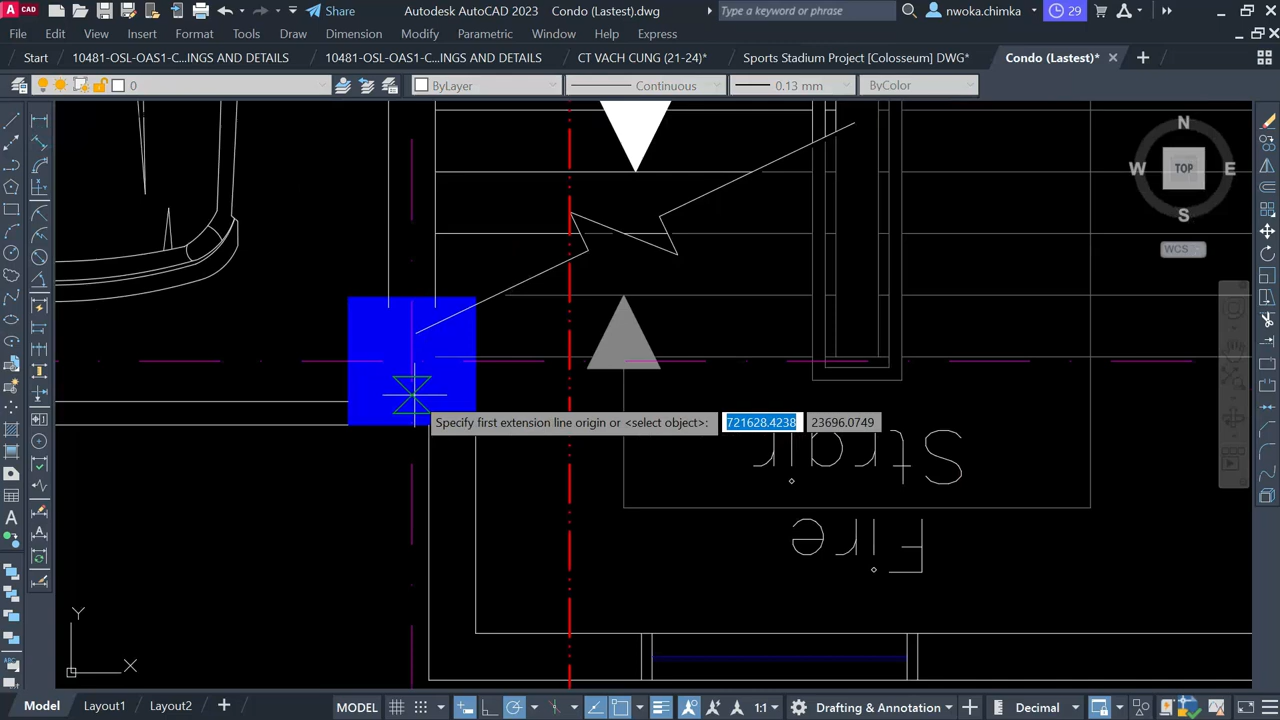 A CAD
Share
Autodesk AutoCAD 2023
Condo (Lastest).dwg
Type a keyword or phrase
nwoka.chimka
29
File
Edit
View
Insert
Format
Tools
Draw
Dimension
Modify
Parametric
Window
Help
Express
Start
10481-OSL-OAS1-C...INGS AND DETAILS
10481-OSL-OAS1-C...INGS AND DETAILS
CT VACH CUNG (21-24)*
Sports Stadium Project [Colosseum] DWG*
Condo (Lastest)*
0
ByLayer
Continuous
0.13 mm
ByColor
N
W
TOP
E
S
WCS
Specify first extension line origin or <select object>:
721628.4238
23696.0749
Strair
Fire
Y
X
Model
Layout1
Layout2
MODEL
1:1
Drafting & Annotation
Decimal